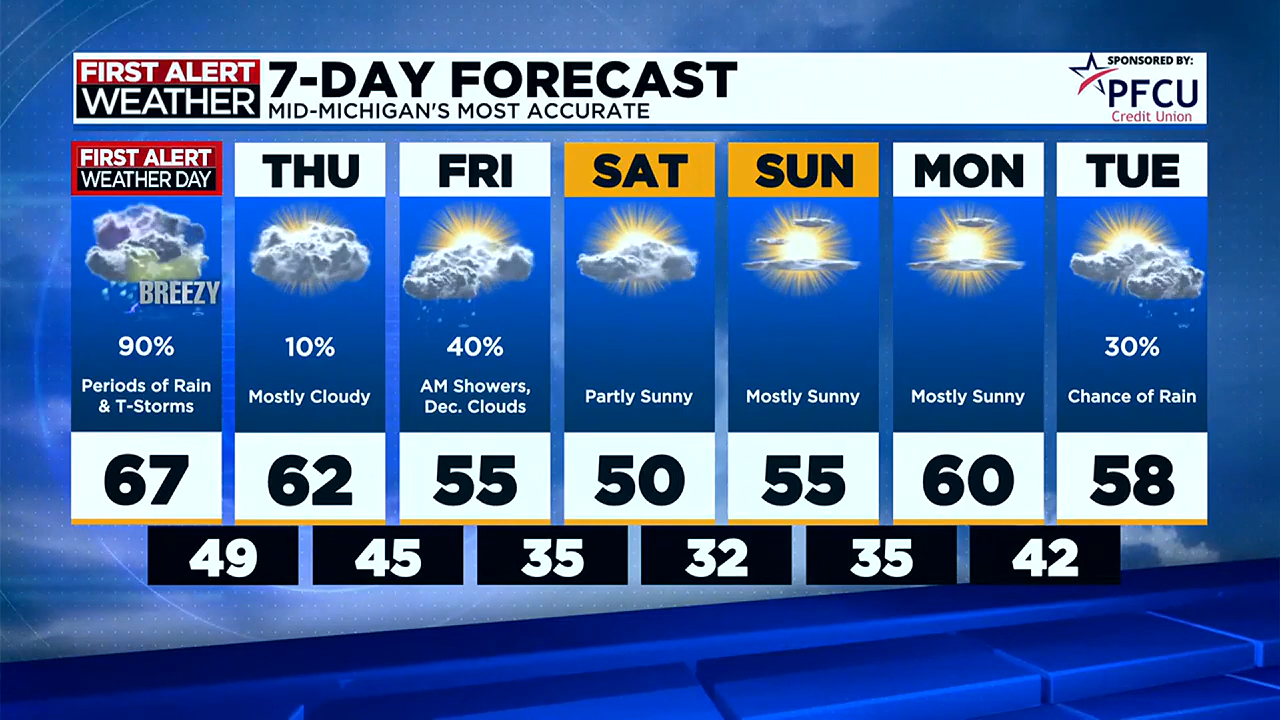 FIRST ALERT
WEATHER
7-DAY FORECAST
MID-MICHIGAN'S MOST ACCURATE
SPONSORED BY:
PFCU
Credit Union
FIRST ALERT
WEATHER DAY
THU
FRI
SAT
SUN
MON
TUE
BREEZY
90%
10%
40%
30%
Periods of Rain
& T-Storms
Mostly Cloudy
AM Showers,
Dec. Clouds
Partly Sunny
Mostly Sunny
Mostly Sunny
Chance of Rain
67
62
55
50
55
60
58
49
45
35
32
35
42